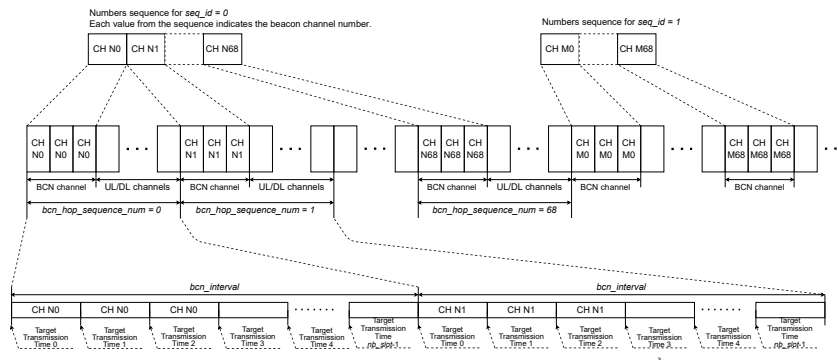 Numbers sequence for seq_id = 0
Each value from the sequence indicates the beacon channel number.
Numbers sequence for seq_id = 1
CH N0 CH N1 CH N68 CH M0 CH M68
CH N0 CH N0 CH N0 ... CH N1 CH N1 CH N1 ... CH N68 CH N68 CH N68 ... CH M0 CH M0 CH M0 ... CH M68 CH M68 CH M68 ...
BCN channel UL/DL channels BCN channel UL/DL channels BCN channel UL/DL channels BCN channel BCN channel
bcn_hop_sequence_num = 0 bcn_hop_sequence_num = 1 bcn_hop_sequence_num = 68
bcn_interval bcn_interval
CH N0 CH N0 CH N0 ........ CH N1 CH N1 CH N1 ........
Target Transmission Time 0 Target Transmission Time 1 Target Transmission Time 2 Target Transmission Time 3 Target Transmission Time 4 Target Transmission Time nb_slot-1 Target Transmission Time 0 Target Transmission Time 1 Target Transmission Time 2 Target Transmission Time 3 Target Transmission Time 4 Target Transmission Time nb_slot-1